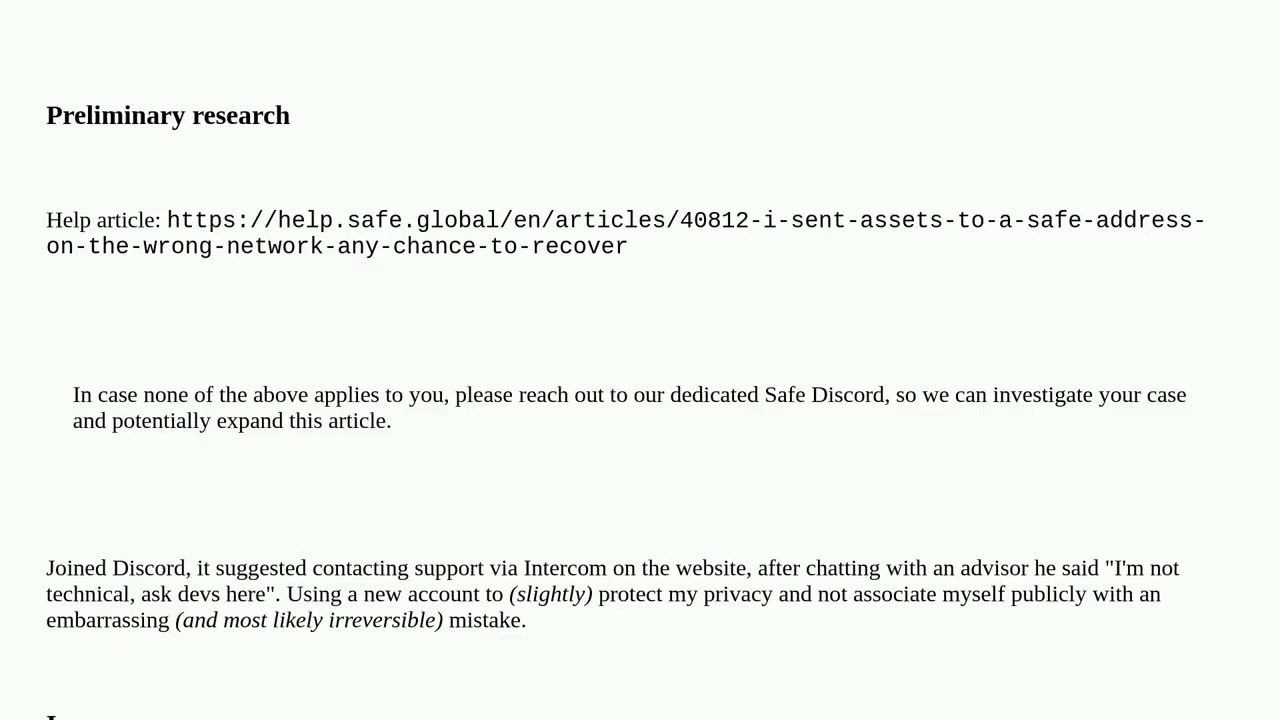 Preliminary research
Help article: https://help.safe.global/en/articles/40812-i-sent-assets-to-a-safe-address-
on-the-wrong-network-any-chance-to-recover
In case none of the above applies to you, please reach out to our dedicated Safe Discord, so we can investigate your case
and potentially expand this article.
Joined Discord, it suggested contacting support via Intercom on the website, after chatting with an advisor he said "I'm not
technical, ask devs here". Using a new account to (slightly) protect my privacy and not associate myself publicly with an
embarrassing (and most likely irreversible) mistake.